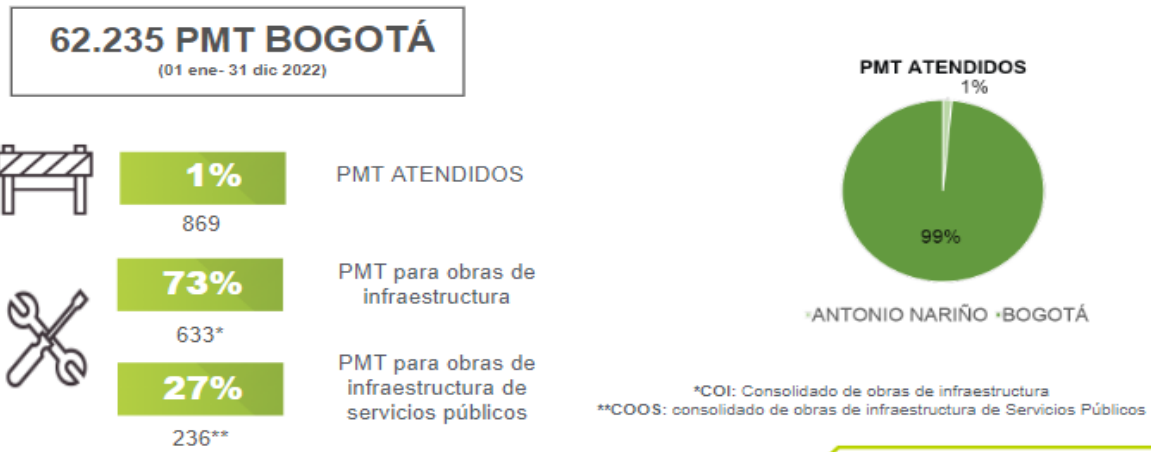 62.235 PMT BOGOTÁ
(01 ene- 31 dic 2022)
1%
PMT ATENDIDOS
869
73%
PMT para obras de
infraestructura
633*
27%
PMT para obras de
infraestructura de
servicios públicos
236**
PMT ATENDIDOS
1%
99%
ANTONIO NARIÑO BOGOTÁ
*COI: Consolidado de obras de infraestructura
**COOS: consolidado de obras de infraestructura de Servicios Públicos